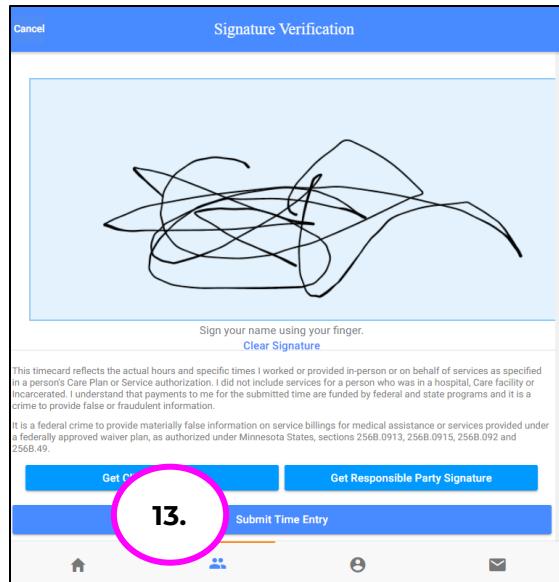 Cancel
Signature Verification
Sign your name using your finger.
Clear Signature
This timecard reflects the actual hours and specific times I worked or provided in-person or on behalf of services as specified
in a person's Care Plan or Service authorization. I did not include services for a person who was in a hospital, Care facility or
Incarcerated. I understand that payments to me for the submitted time are funded by federal and state programs and it is a
crime to provide false or fraudulent information.
It is a federal crime to provide materially false information on service billings for medical assistance or services provided under
a federally approved waiver plan, as authorized under Minnesota States, sections 256B.0913, 256B.0915, 256B.092 and
256B.49.
Get
Get Responsible Party Signature
13.
Submit Time Entry